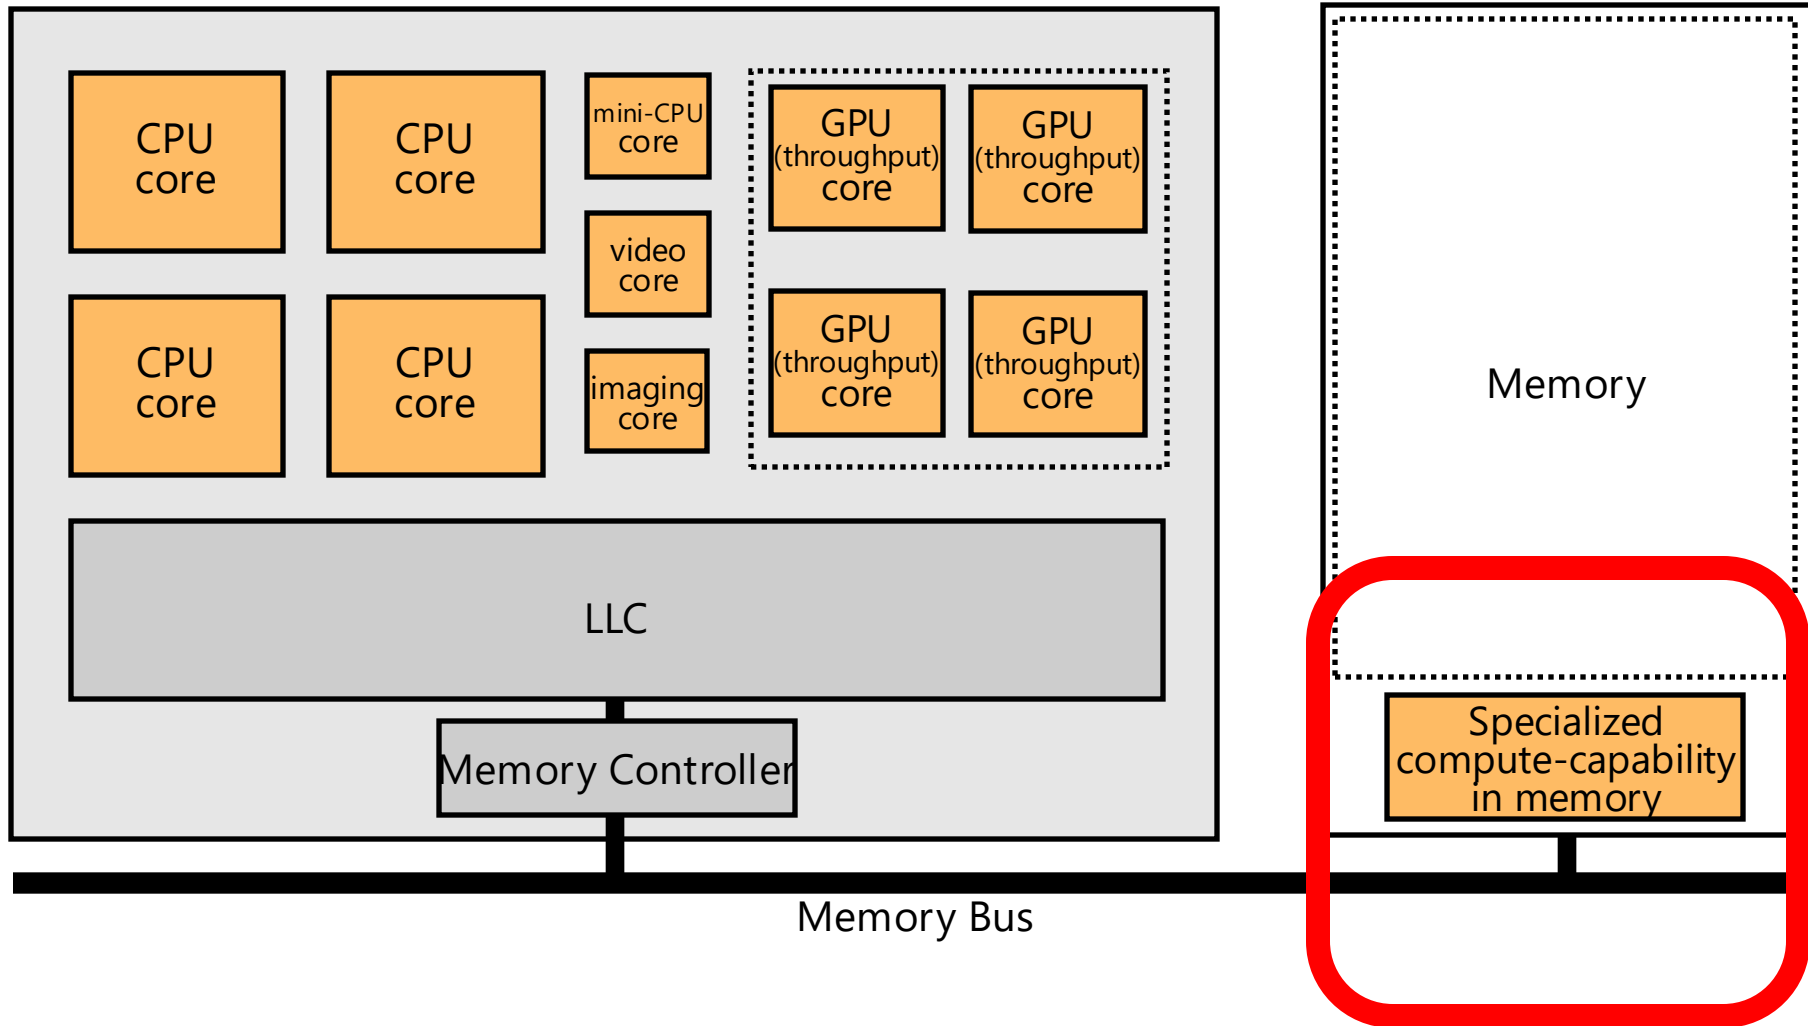 CPU
core
CPU
core
mini-CPU
core
video
core
imaging
core
GPU
(throughput)
core
GPU
(throughput)
core
CPU
core
CPU
core
GPU
(throughput)
core
GPU
(throughput)
core
LLC
Memory Controller
Memory Bus
Memory
Specialized
compute-capability
in memory